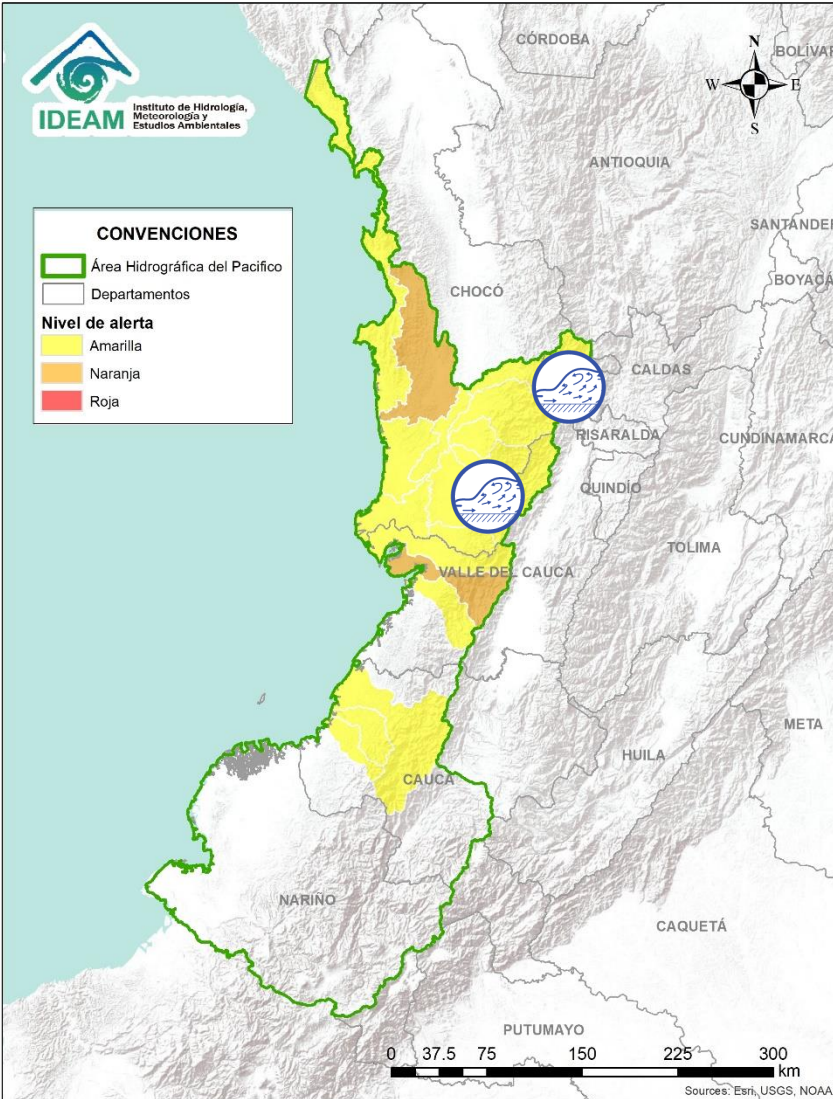 IDEAM
Instituto de Hidrología,
Meteorología y
Estudios Ambientales
CÓRDOBA
BOLÍVAR
N
W E
S
ANTIOQUIA
SANTANDER
BOYACÁ
CONVENCIONES
Área Hidrográfica del Pacifico
Departamentos
Nivel de alerta
Amarilla
Naranja
Roja
CHOCÓ
CALDAS
RISARALDA
CUNDINAMARCA
QUINDÍO
TOLIMA
VALLE DEL CAUCA
META
HUILA
CAUCA
NARIÑO
CAQUETÁ
PUTUMAYO
0 37.5 75 150 225 300
km
Sources: Esri, USGS, NOAA